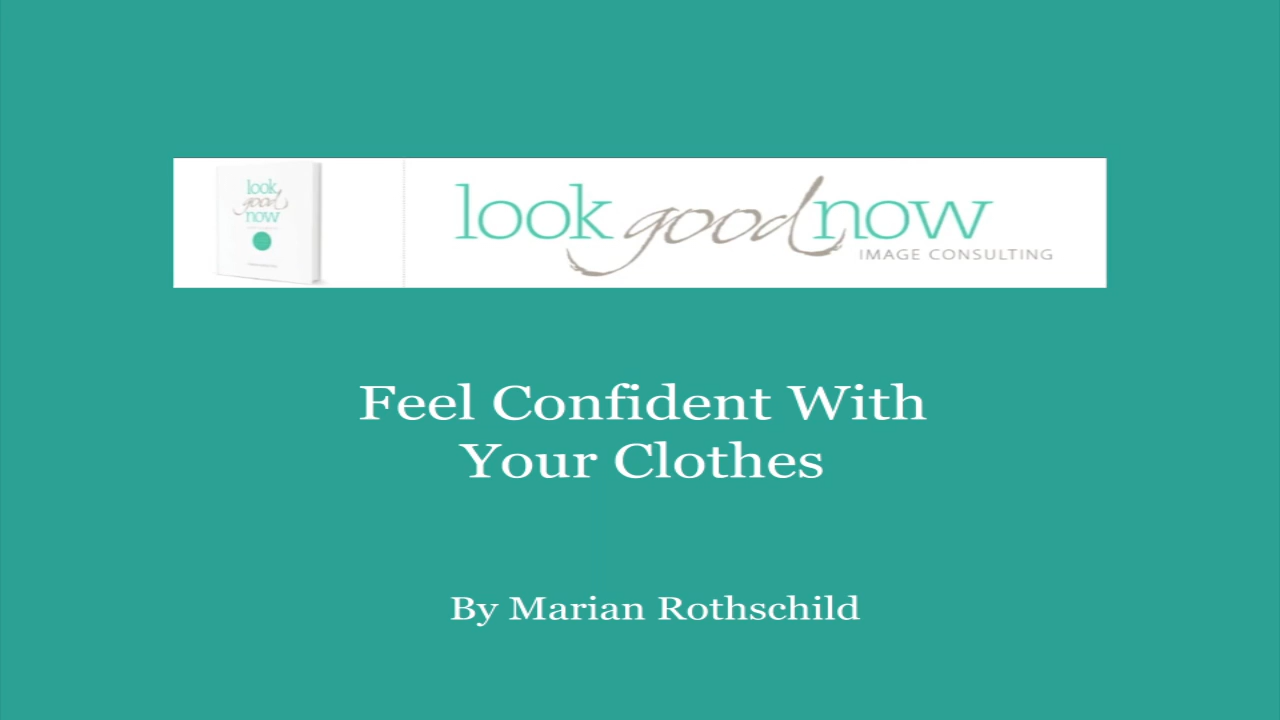 look
good
now
look good now
IMAGE CONSULTING
Feel Confident With
Your Clothes
By Marian Rothschild